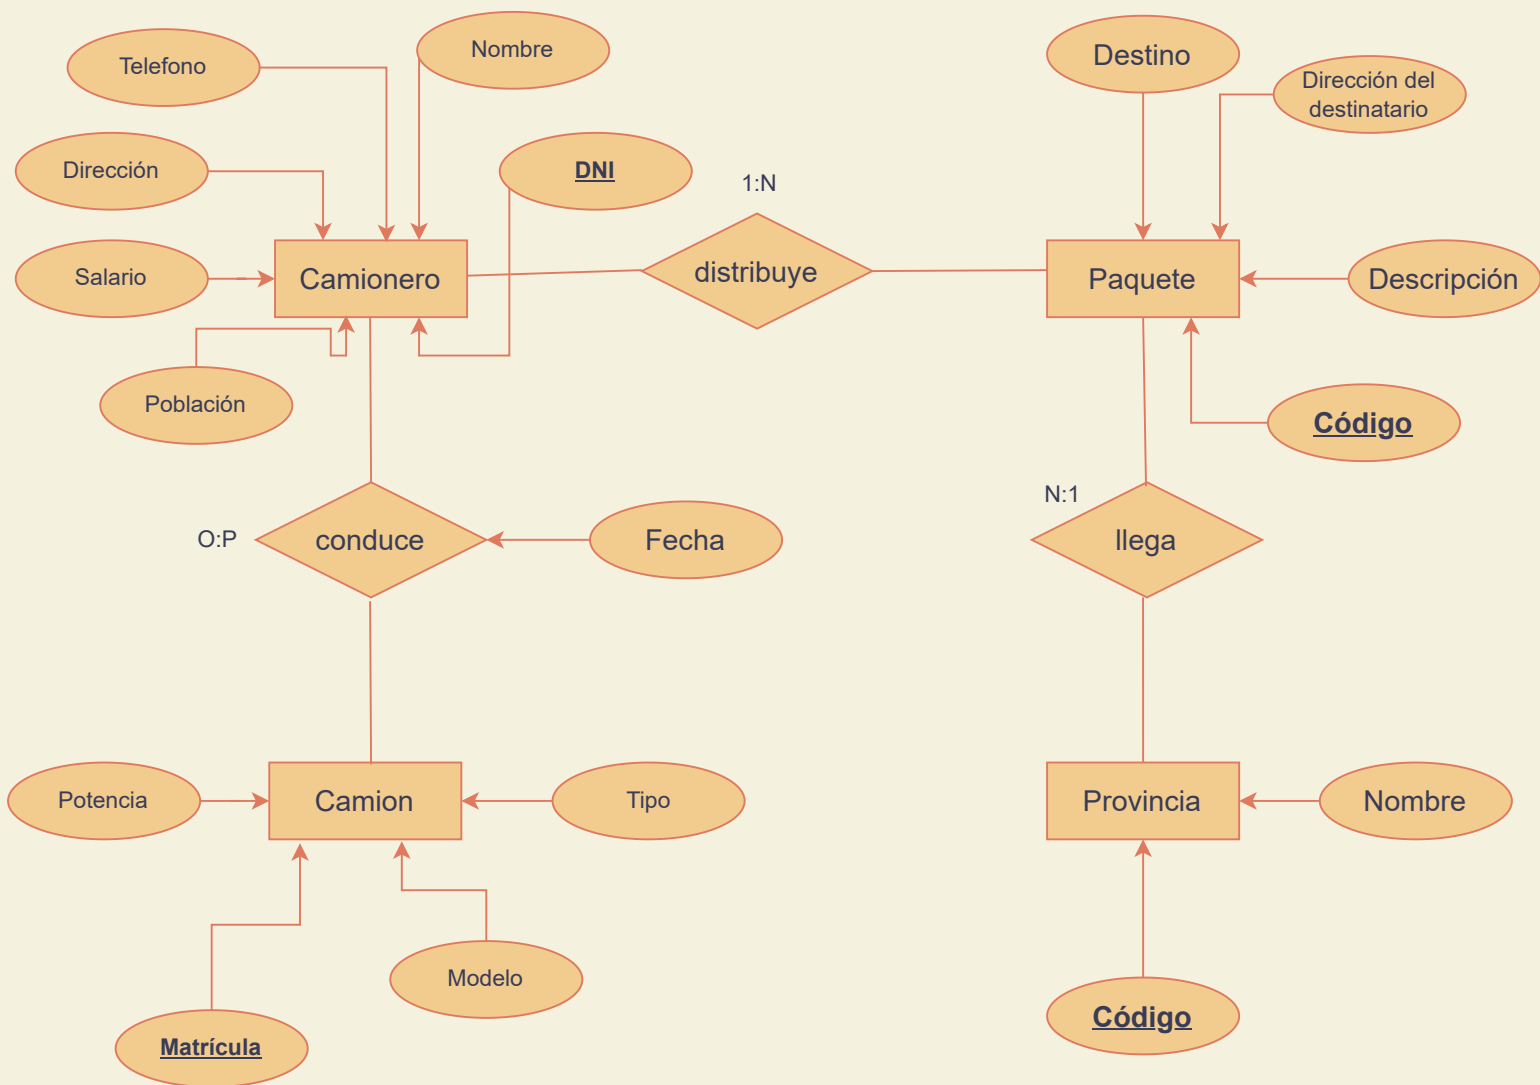 Nombre
Destino
Telefono
Dirección del
destinatario
Dirección
DNI
1:N
Salario
Camionero
distribuye
Paquete
Descripción
Población
Código
N:1
O:P
conduce
Fecha
llega
Potencia
Camion
Tipo
Provincia
Nombre
Modelo
Código
Matrícula